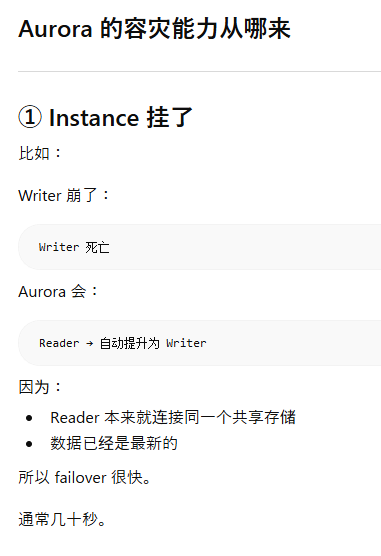 Aurora 的容灾能力从哪来
① Instance 挂了
比如：
Writer 崩了：
Writer 死亡
Aurora 会：
Reader → 自动提升为 Writer
因为：
• Reader 本来就连接同一个共享存储
• 数据已经是最新的
所以 failover 很快。
通常几十秒。